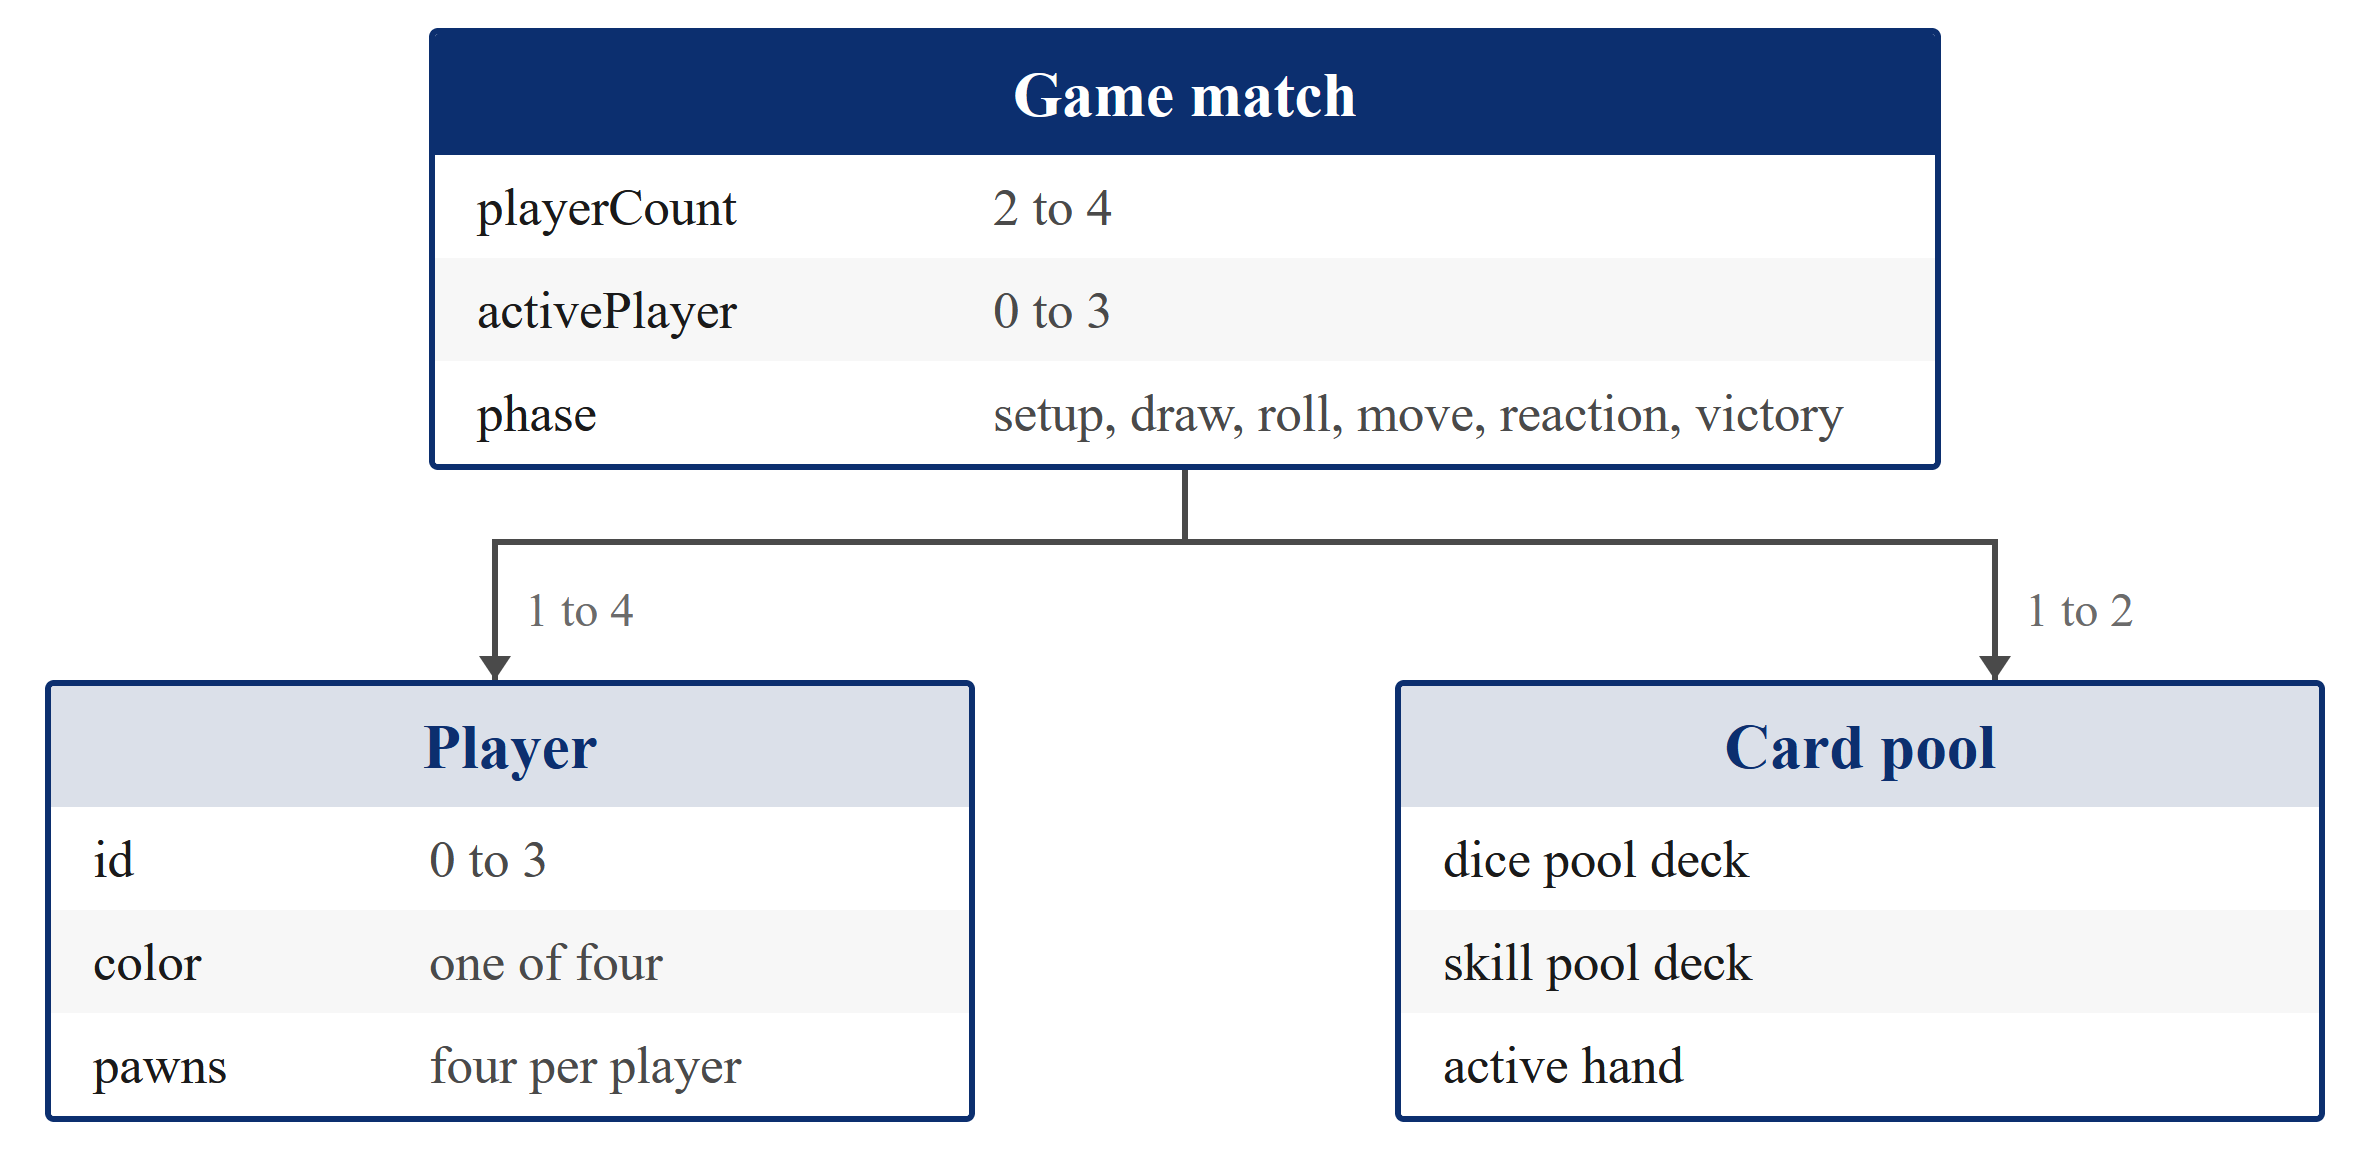 Game match
playerCount 2 to 4
activePlayer 0 to 3
phase setup, draw, roll, move, reaction, victory
1 to 4
1 to 2
Player
id 0 to 3
color one of four
pawns four per player
Card pool
dice pool deck
skill pool deck
active hand